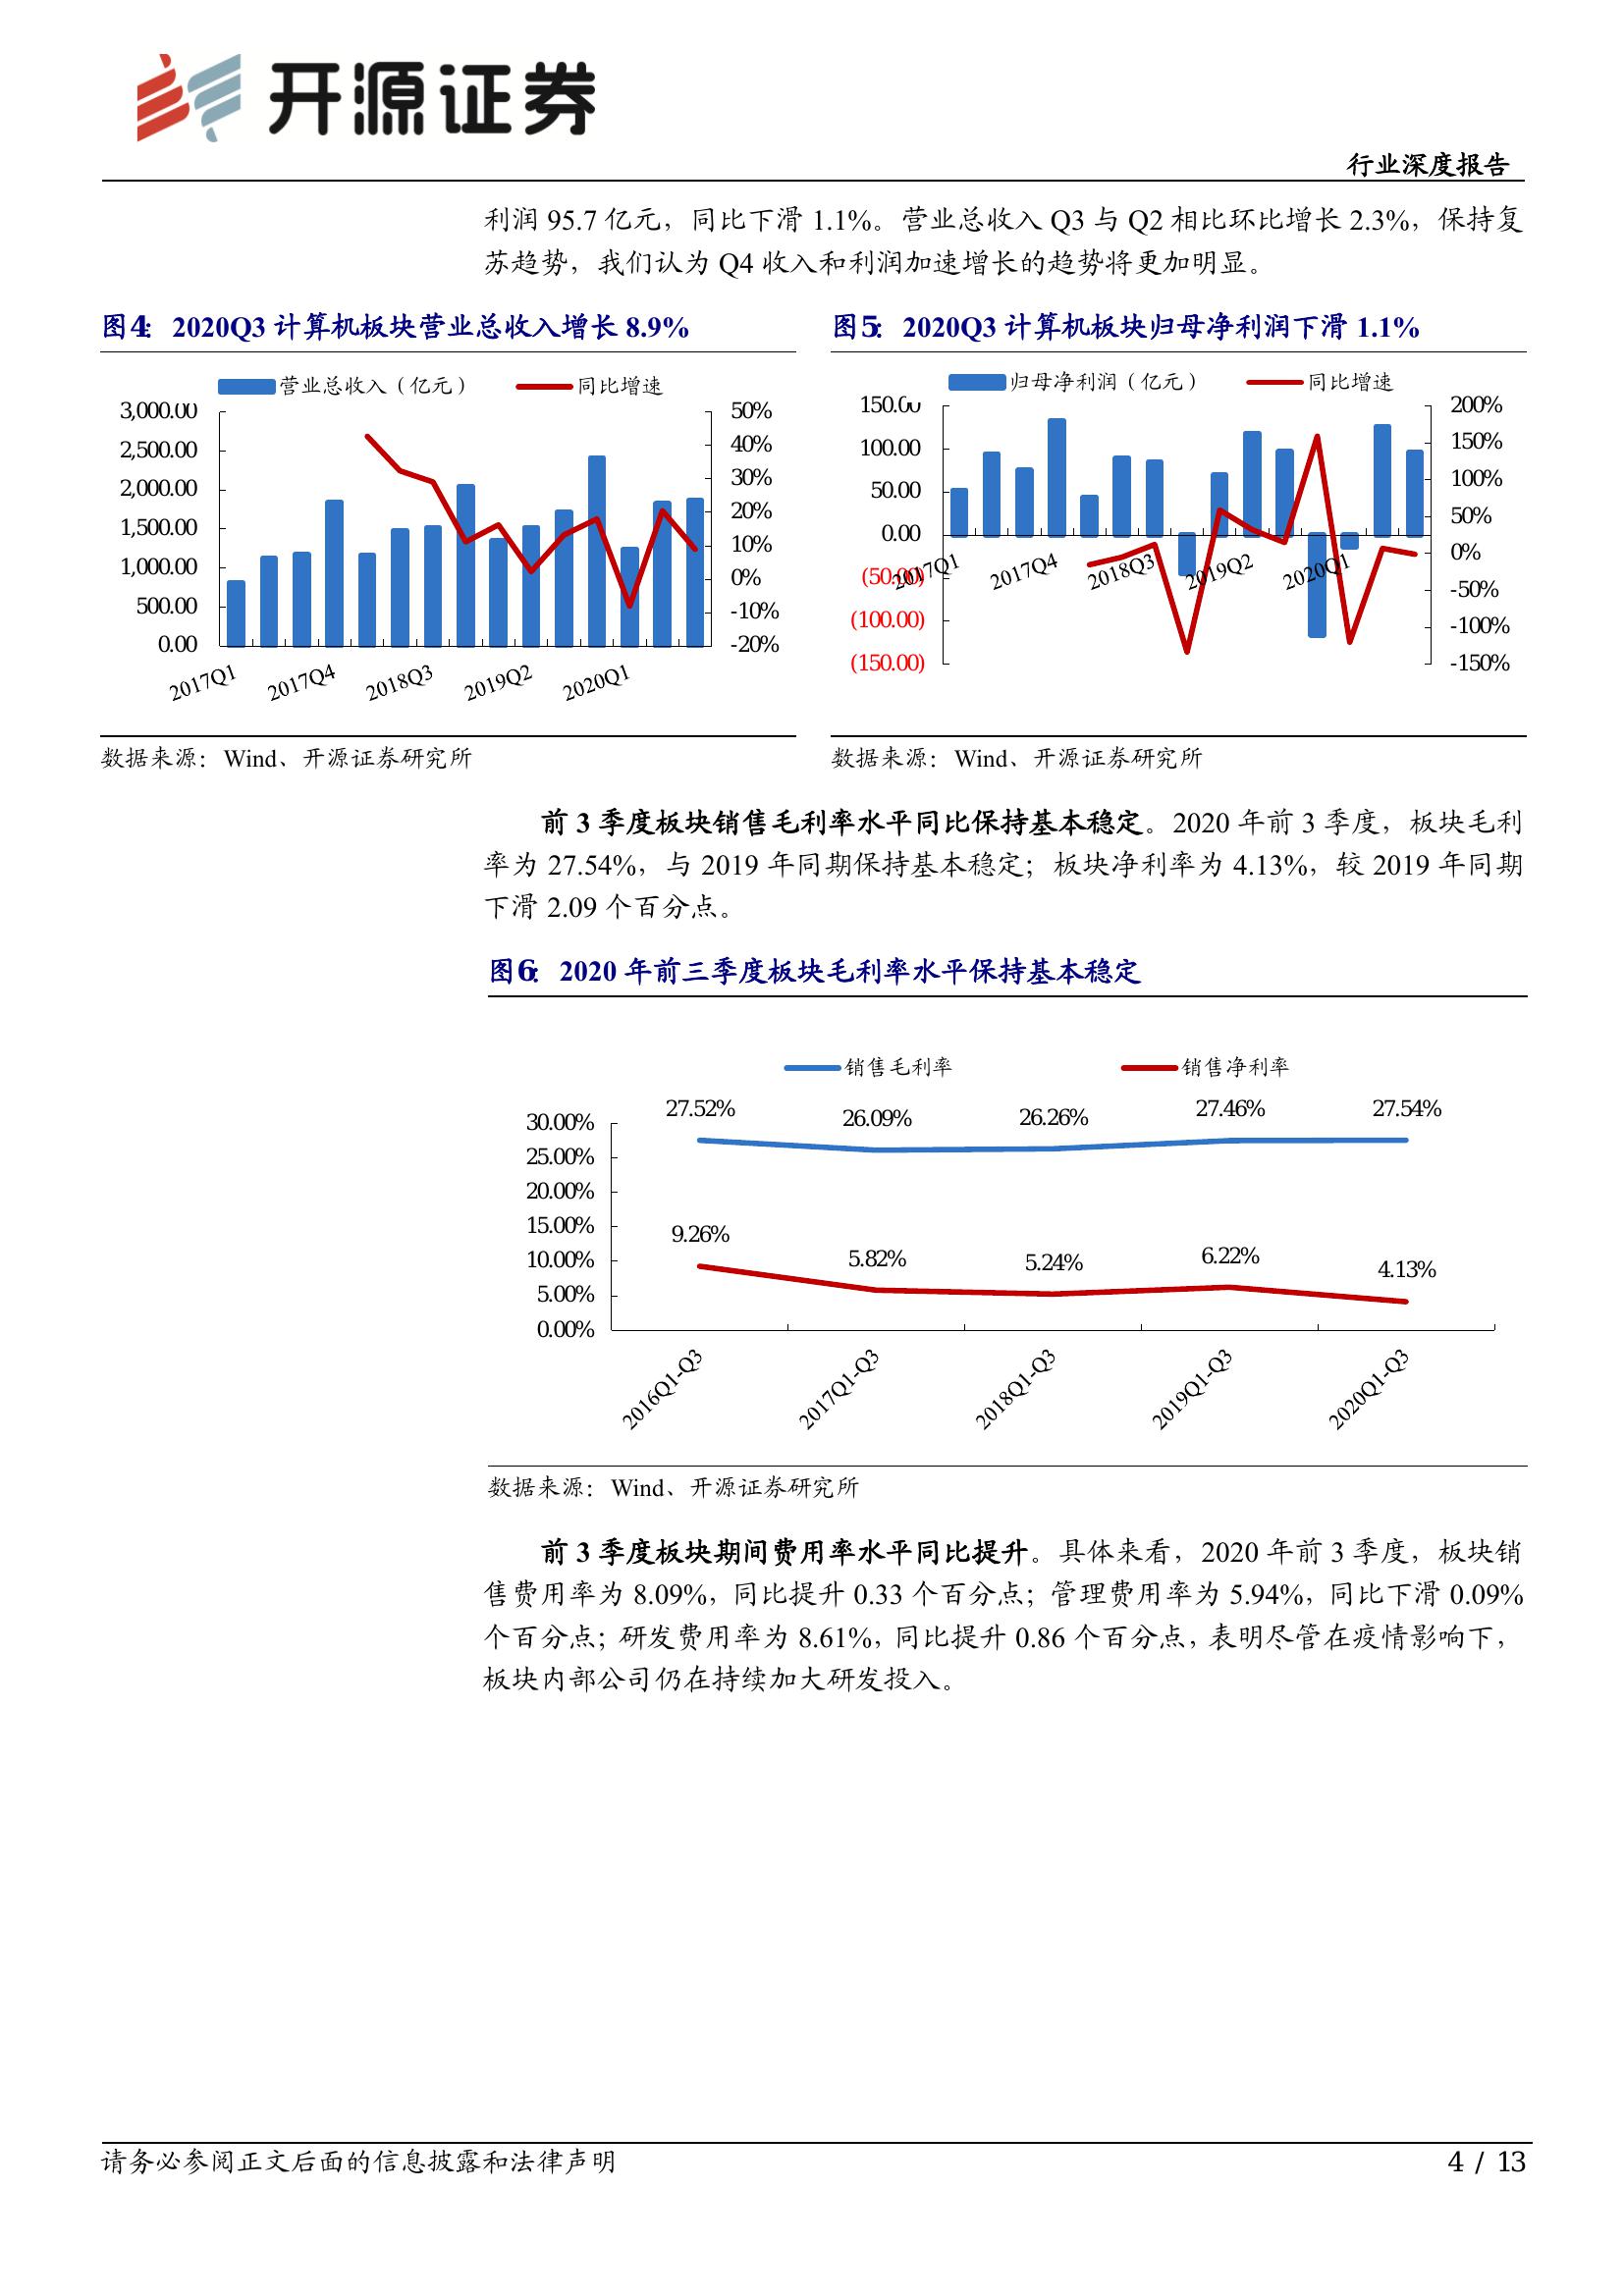 开源证券
行业深度报告
利润 95.7 亿元，同比下滑 1.1%。营业总收入 Q3 与 Q2 相比环比增长 2.3%，保持复
苏趋势，我们认为 Q4 收入和利润加速增长的趋势将更加明显。
图4： 2020Q3 计算机板块营业总收入增长 8.9%
营业总收入（亿元） 同比增速
3,000.00
2,500.00
2,000.00
1,500.00
1,000.00
500.00
0.00
50%
40%
30%
20%
10%
0%
-10%
-20%
2017Q1 2017Q4 2018Q3 2019Q2 2020Q1
数据来源：Wind、开源证券研究所
图5： 2020Q3 计算机板块归母净利润下滑 1.1%
归母净利润（亿元） 同比增速
150.00
100.00
50.00
0.00
(50.00)
(100.00)
(150.00)
200%
150%
100%
50%
0%
-50%
-100%
-150%
2017Q1 2017Q4 2018Q3 2019Q2 2020Q1
数据来源：Wind、开源证券研究所
前 3 季度板块销售毛利率水平同比保持基本稳定。2020 年前 3 季度，板块毛利
率为 27.54%，与 2019 年同期保持基本稳定；板块净利率为 4.13%，较 2019 年同期
下滑 2.09 个百分点。
图6： 2020 年前三季度板块毛利率水平保持基本稳定
销售毛利率 销售净利率
27.52% 26.09% 26.26% 27.46% 27.54%
30.00%
25.00%
20.00%
15.00%
10.00%
5.00%
0.00%
9.26% 5.82% 5.24% 6.22% 4.13%
2016Q1-Q3 2017Q1-Q3 2018Q1-Q3 2019Q1-Q3 2020Q1-Q3
数据来源：Wind、开源证券研究所
前 3 季度板块期间费用率水平同比提升。具体来看，2020 年前 3 季度，板块销
售费用率为 8.09%，同比提升 0.33 个百分点；管理费用率为 5.94%，同比下滑 0.09%
个百分点；研发费用率为 8.61%，同比提升 0.86 个百分点，表明尽管在疫情影响下，
板块内部公司仍在持续加大研发投入。
请务必参阅正文后面的信息披露和法律声明
4 / 13